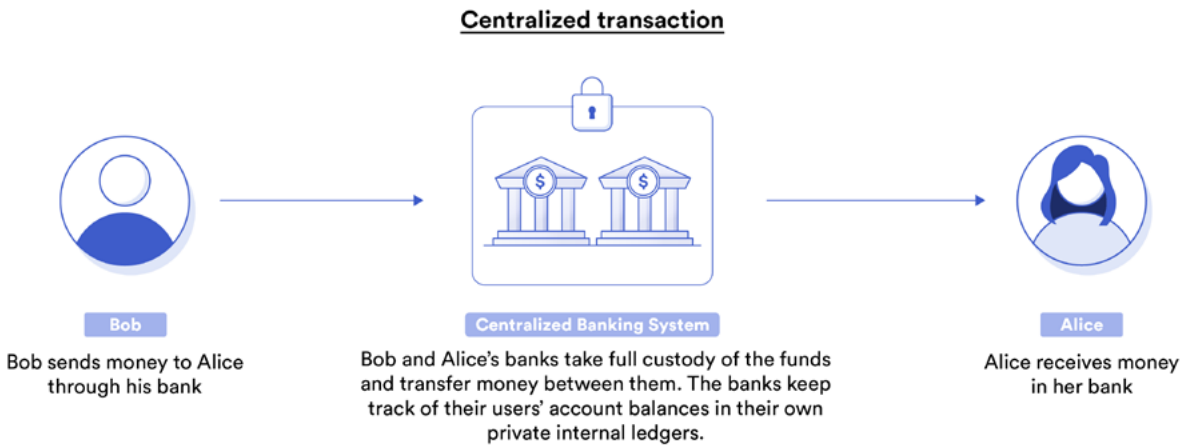 Centralized transaction
$ $
Bob
Bob sends money to Alice
through his bank
Centralized Banking System
Bob and Alice’s banks take full custody of the funds
and transfer money between them. The banks keep
track of their users’ account balances in their own
private internal ledgers.
Alice
Alice receives money
in her bank